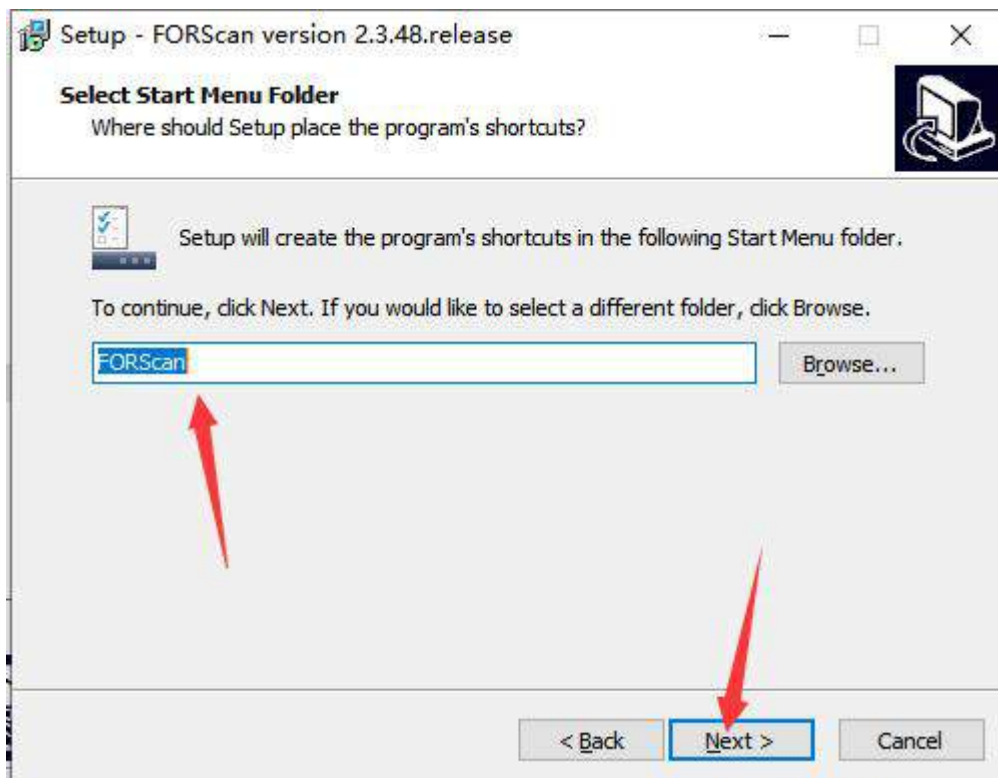 Setup - FORScan version 2.3.48.release
Select Start Menu Folder
Where should Setup place the program's shortcuts?
Setup will create the program's shortcuts in the following Start Menu folder.
To continue, click Next. If you would like to select a different folder, click Browse.
FORScan
Browse...
< Back
Next >
Cancel